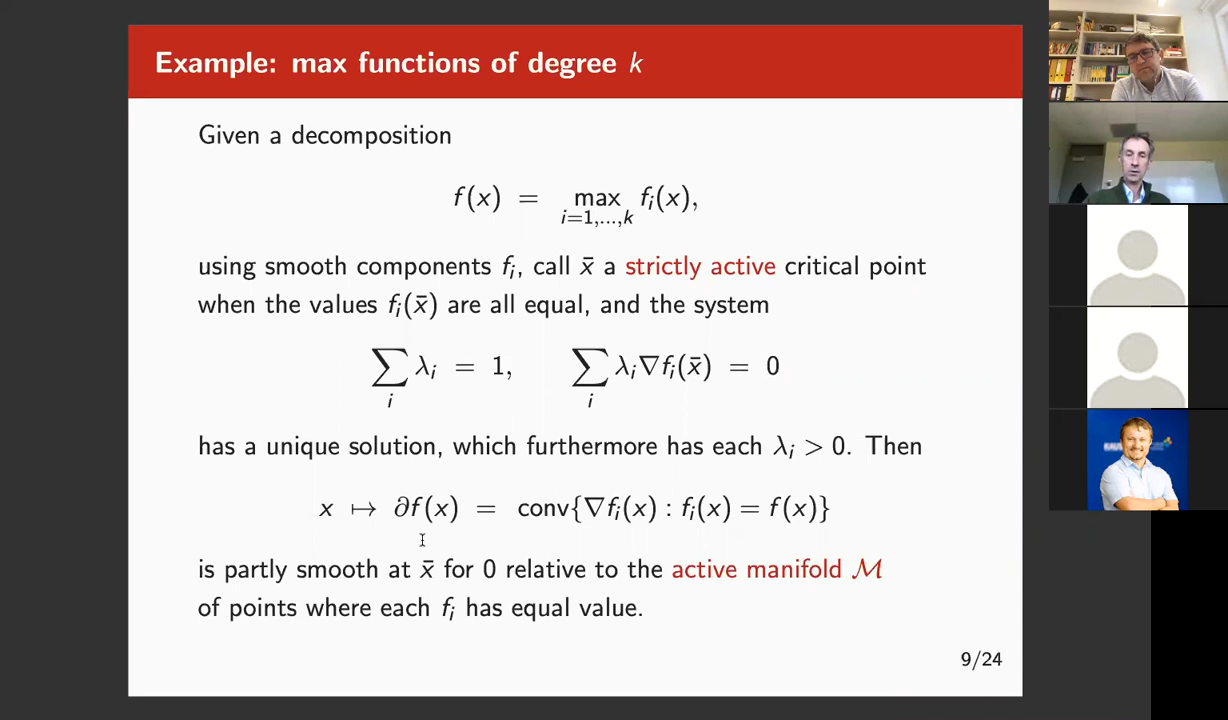 Example: max functions of degree k
Given a decomposition
f(x) = max f_i(x),
i=1,...,k
using smooth components f_i, call x̄ a strictly active critical point
when the values f_i(x̄) are all equal, and the system
∑_i λ_i = 1, ∑_i λ_i ∇f_i(x̄) = 0
has a unique solution, which furthermore has each λ_i > 0. Then
x ↦ ∂f(x) = conv{∇f_i(x) : f_i(x) = f(x)}
is partly smooth at x̄ for 0 relative to the active manifold ℳ
of points where each f_i has equal value.
9/24